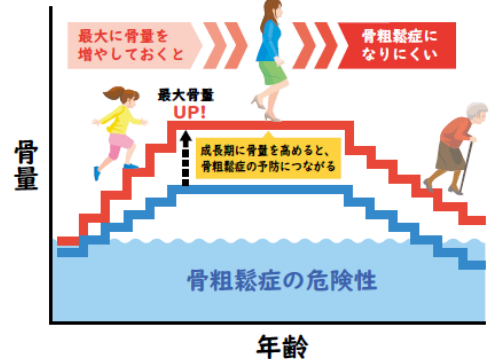 最大に骨量を
増やしておくと
骨粗鬆症に
なりにくい
最大骨量
UP!
成長期に骨量を高めると、
骨粗鬆症の予防につながる
骨量
骨粗鬆症の危険性
年齢